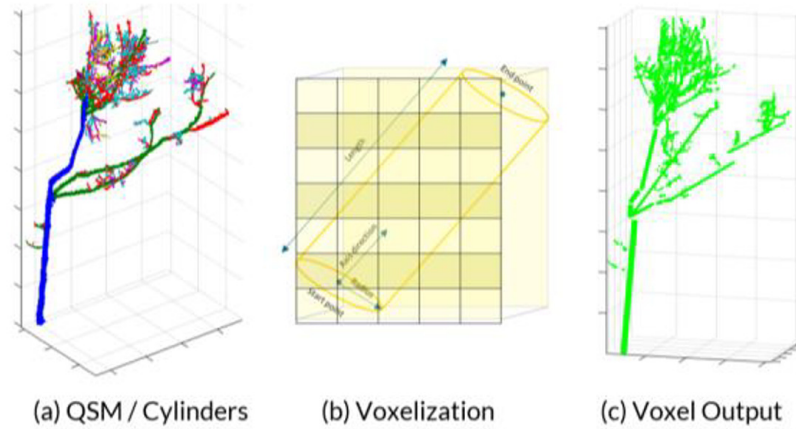 End point
Length
Axis direction
Radius
Start point
(a) QSM / Cylinders
(b) Voxelization
(c) Voxel Output